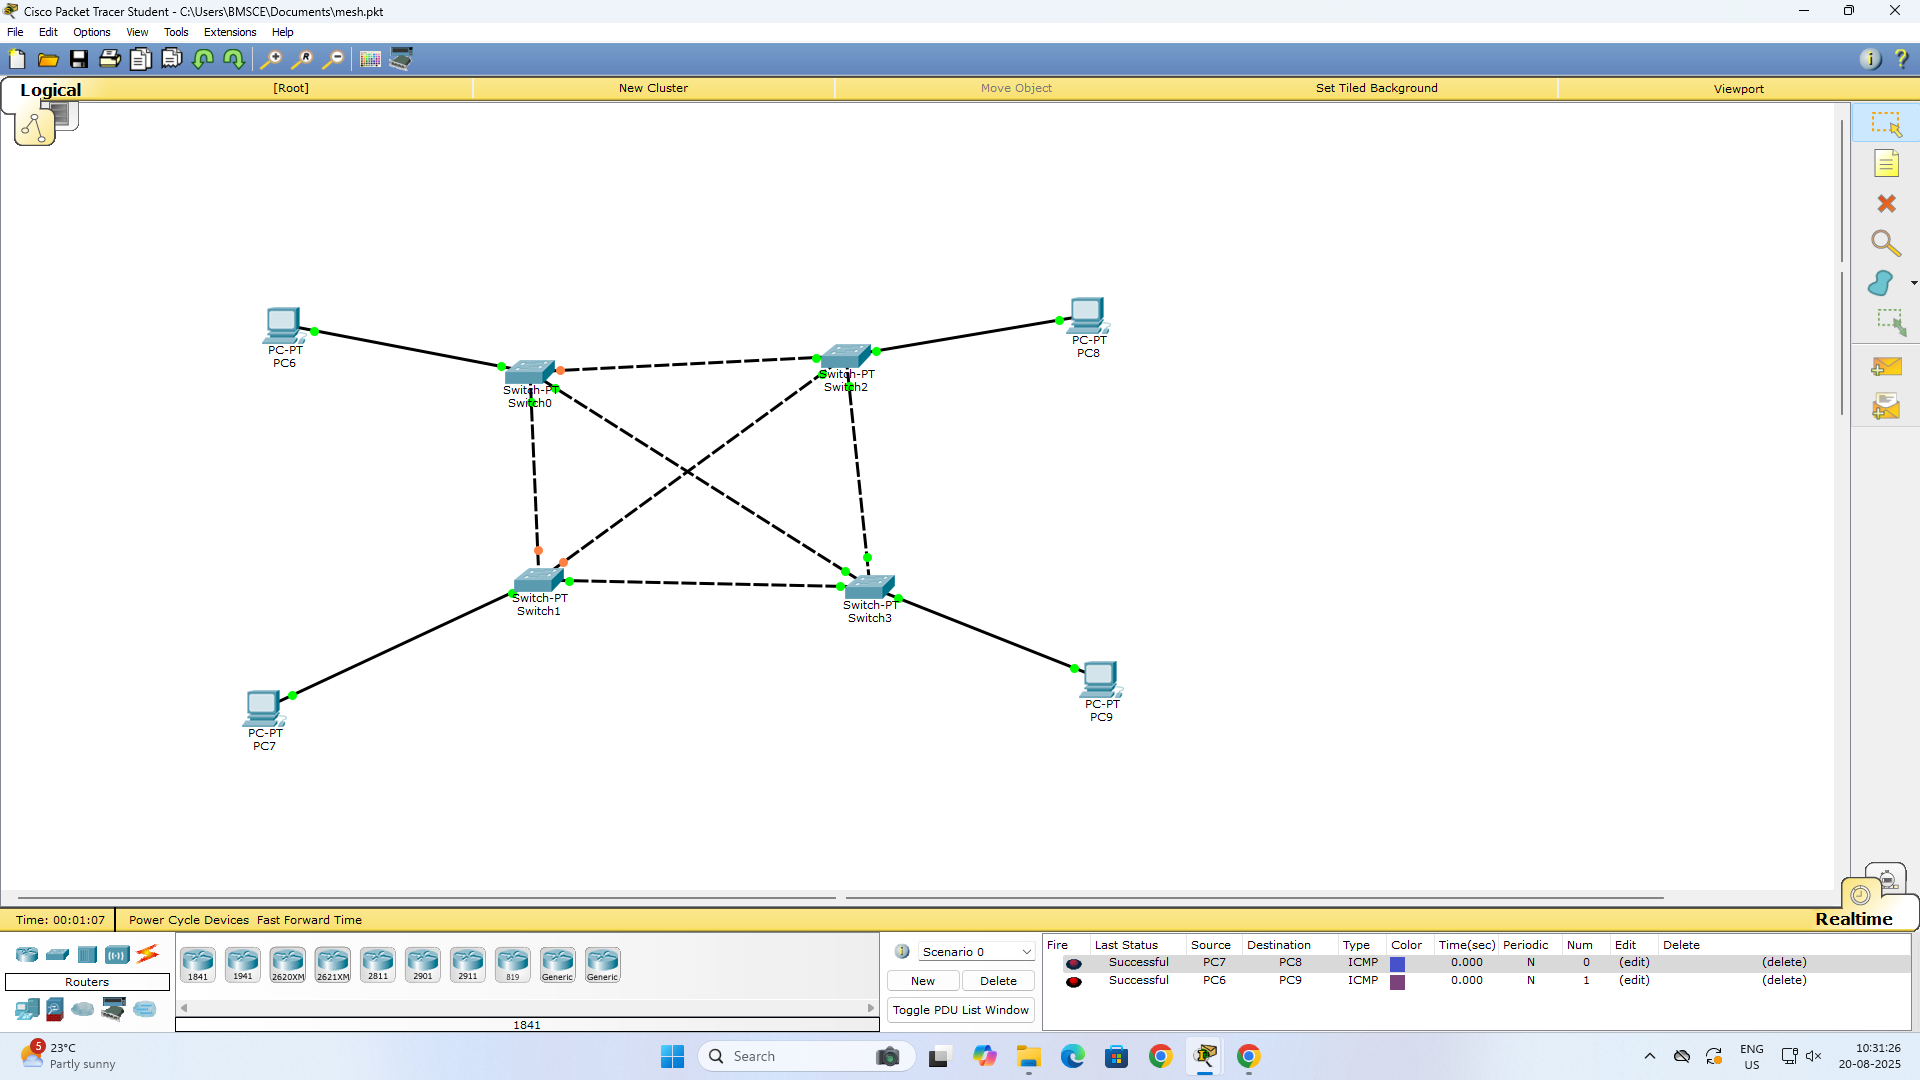 Cisco Packet Tracer Student - C:\Users\BMSCE\Documents\mesh.pkt
File Edit Options View Tools Extensions Help
Logical [Root] New Cluster Move Object Set Tiled Background Viewport
PC-PT
PC6
PC-PT
PC8
Switch-PT
Switch0
Switch-PT
Switch2
Switch-PT
Switch1
Switch-PT
Switch3
PC-PT
PC7
PC-PT
PC9
Time: 00:01:07 Power Cycle Devices Fast Forward Time Realtime
Routers
1841 1941 2620XM 2621XM 2811 2901 2911 819 Generic Generic
1841
Scenario 0
New Delete
Toggle PDU List Window
Fire Last Status Source Destination Type Color Time(sec) Periodic Num Edit Delete
Successful PC7 PC8 ICMP 0.000 N 0 (edit) (delete)
Successful PC6 PC9 ICMP 0.000 N 1 (edit) (delete)
5
23°C
Partly sunny
Search
ENG
US
10:31:26
20-08-2025